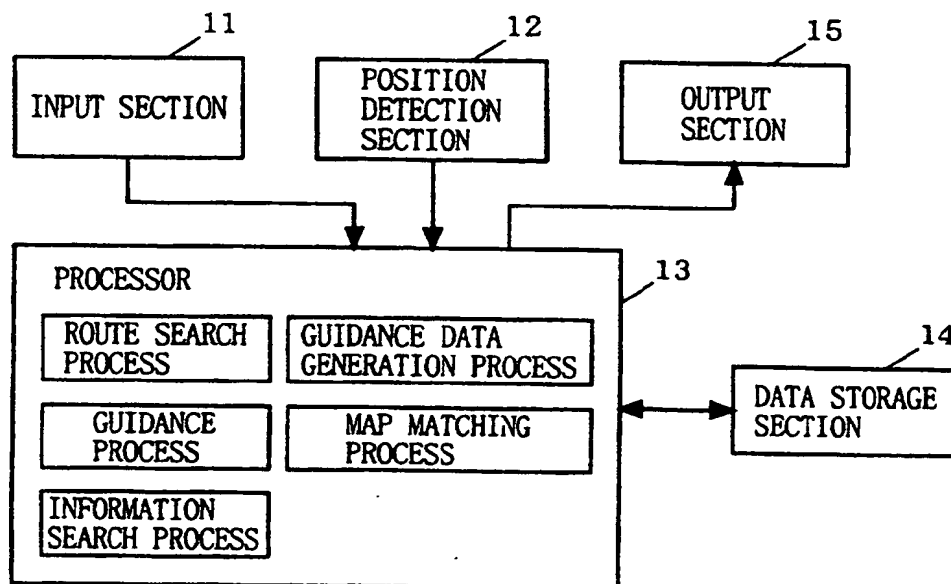 11
INPUT SECTION
12
POSITION
DETECTION
SECTION
15
OUTPUT
SECTION
13
PROCESSOR
ROUTE SEARCH
PROCESS
GUIDANCE DATA
GENERATION PROCESS
GUIDANCE
PROCESS
MAP MATCHING
PROCESS
INFORMATION
SEARCH PROCESS
14
DATA STORAGE
SECTION